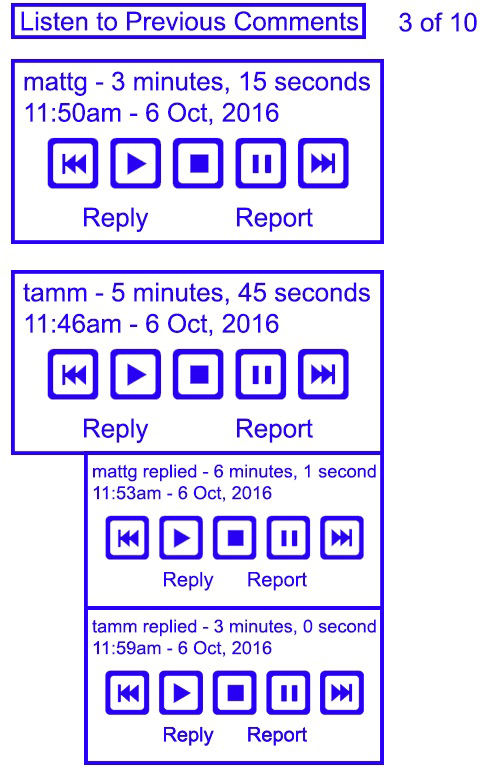 Listen to Previous Comments 3 of 10
mattg - 3 minutes, 15 seconds
11:50am - 6 Oct, 2016
Reply Report
tamm - 5 minutes, 45 seconds
11:46am - 6 Oct, 2016
Reply Report
mattg replied - 6 minutes, 1 second
11:53am - 6 Oct, 2016
Reply Report
tamm replied - 3 minutes, 0 second
11:59am - 6 Oct, 2016
Reply Report